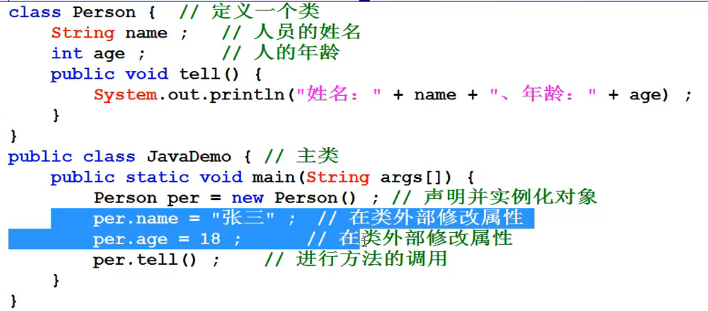 class Person {  // 定义一个类
    String name ;   // 人员的姓名
    int age ;       // 人的年龄
    public void tell() {
        System.out.println("姓名：" + name + "、年龄：" + age) ;
    }
}
public class JavaDemo { // 主类
    public static void main(String args[]) {
        Person per = new Person() ; // 声明并实例化对象
        per.name = "张三" ;  // 在类外部修改属性
        per.age = 18 ;      // 在类外部修改属性
        per.tell() ;    // 进行方法的调用
    }
}